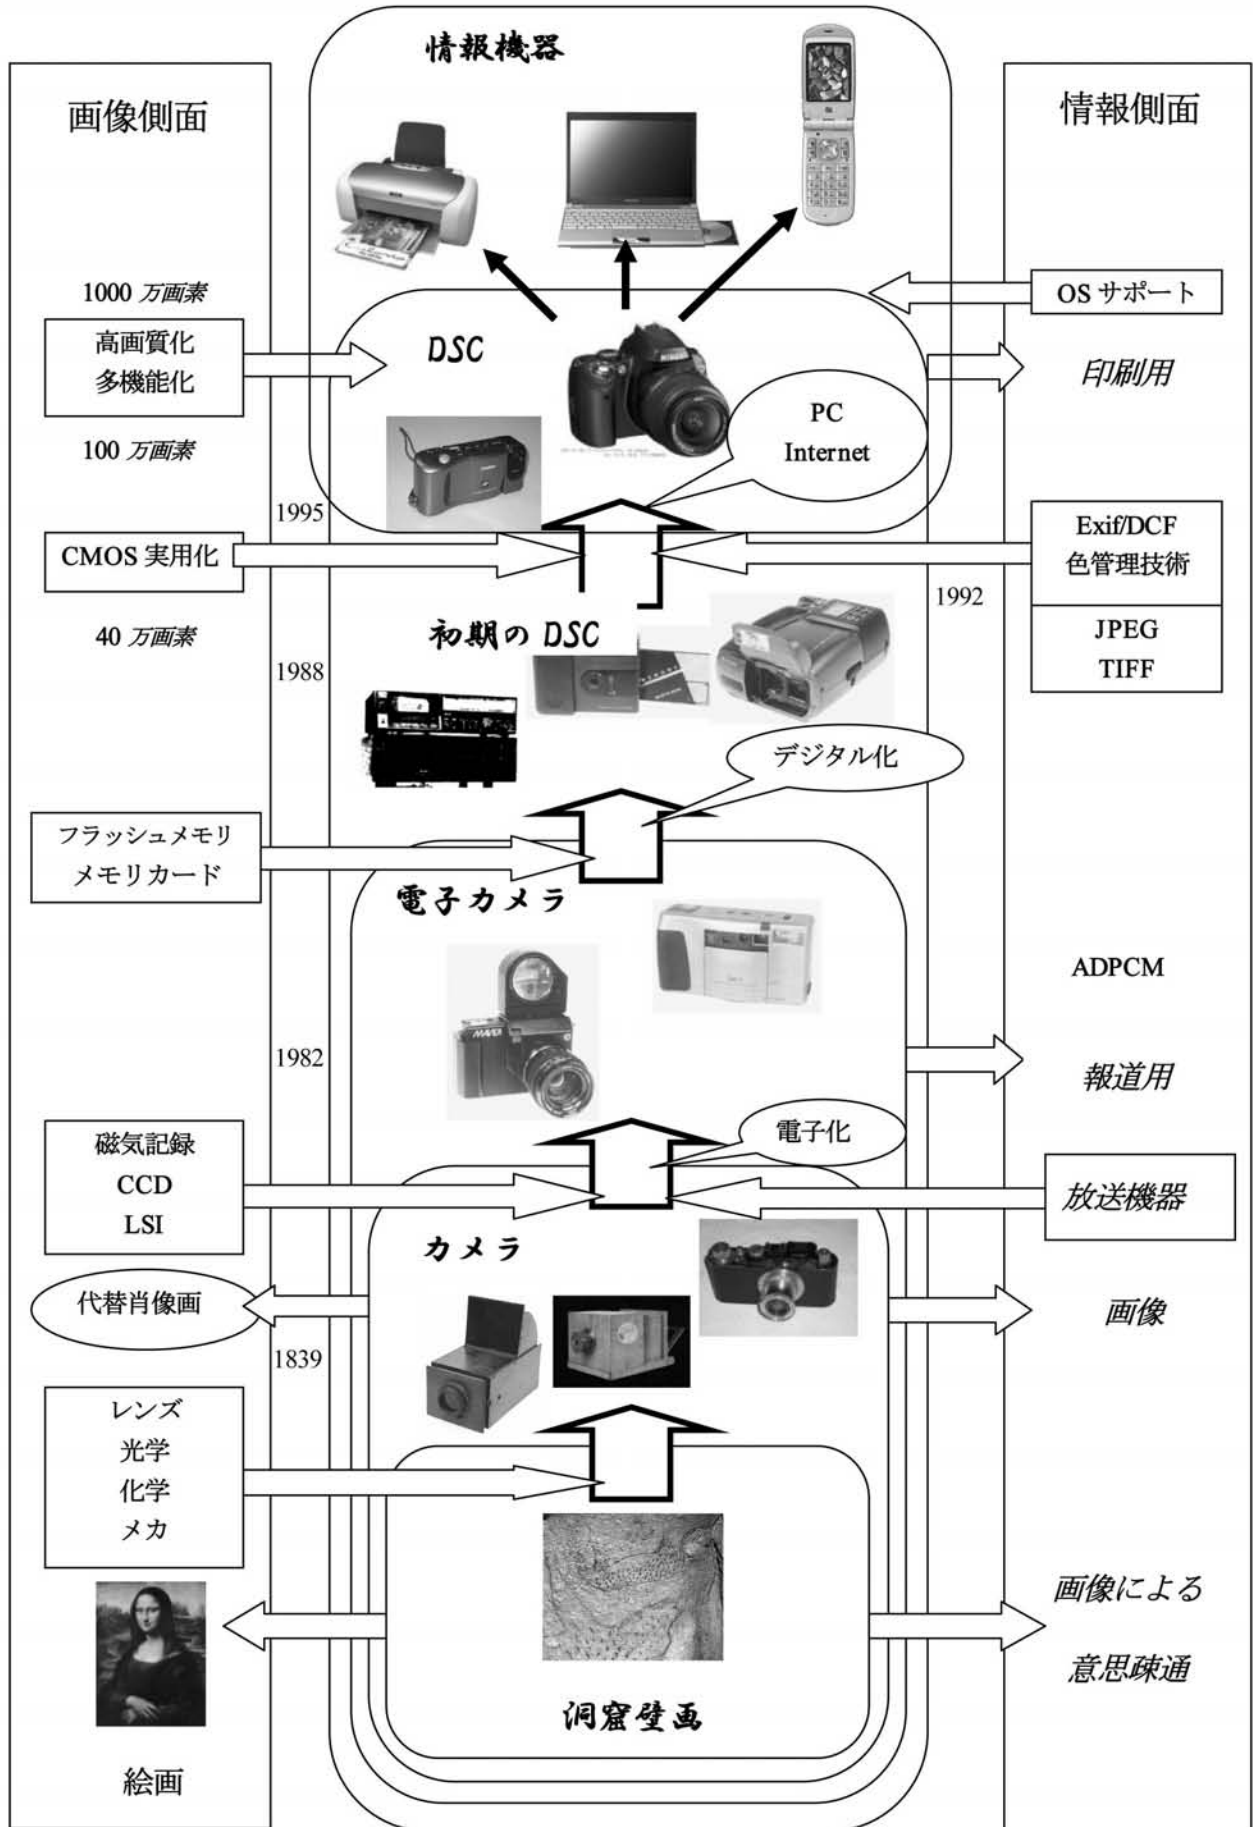 情報機器
画像側面
情報側面
1000 万画素
OS サポート
高画質化
多機能化
DSC
印刷用
PC
Internet
100 万画素
1995
CMOS 実用化
Exif/DCF
色管理技術
1992
40 万画素
初期の DSC
JPEG
TIFF
1988
デジタル化
フラッシュメモリ
メモリカード
電子カメラ
ADPCM
MAVICA
1982
報道用
電子化
磁気記録
CCD
LSI
放送機器
カメラ
代替肖像画
画像
1839
レンズ
光学
化学
メカ
画像による
意思疎通
洞窟壁画
絵画